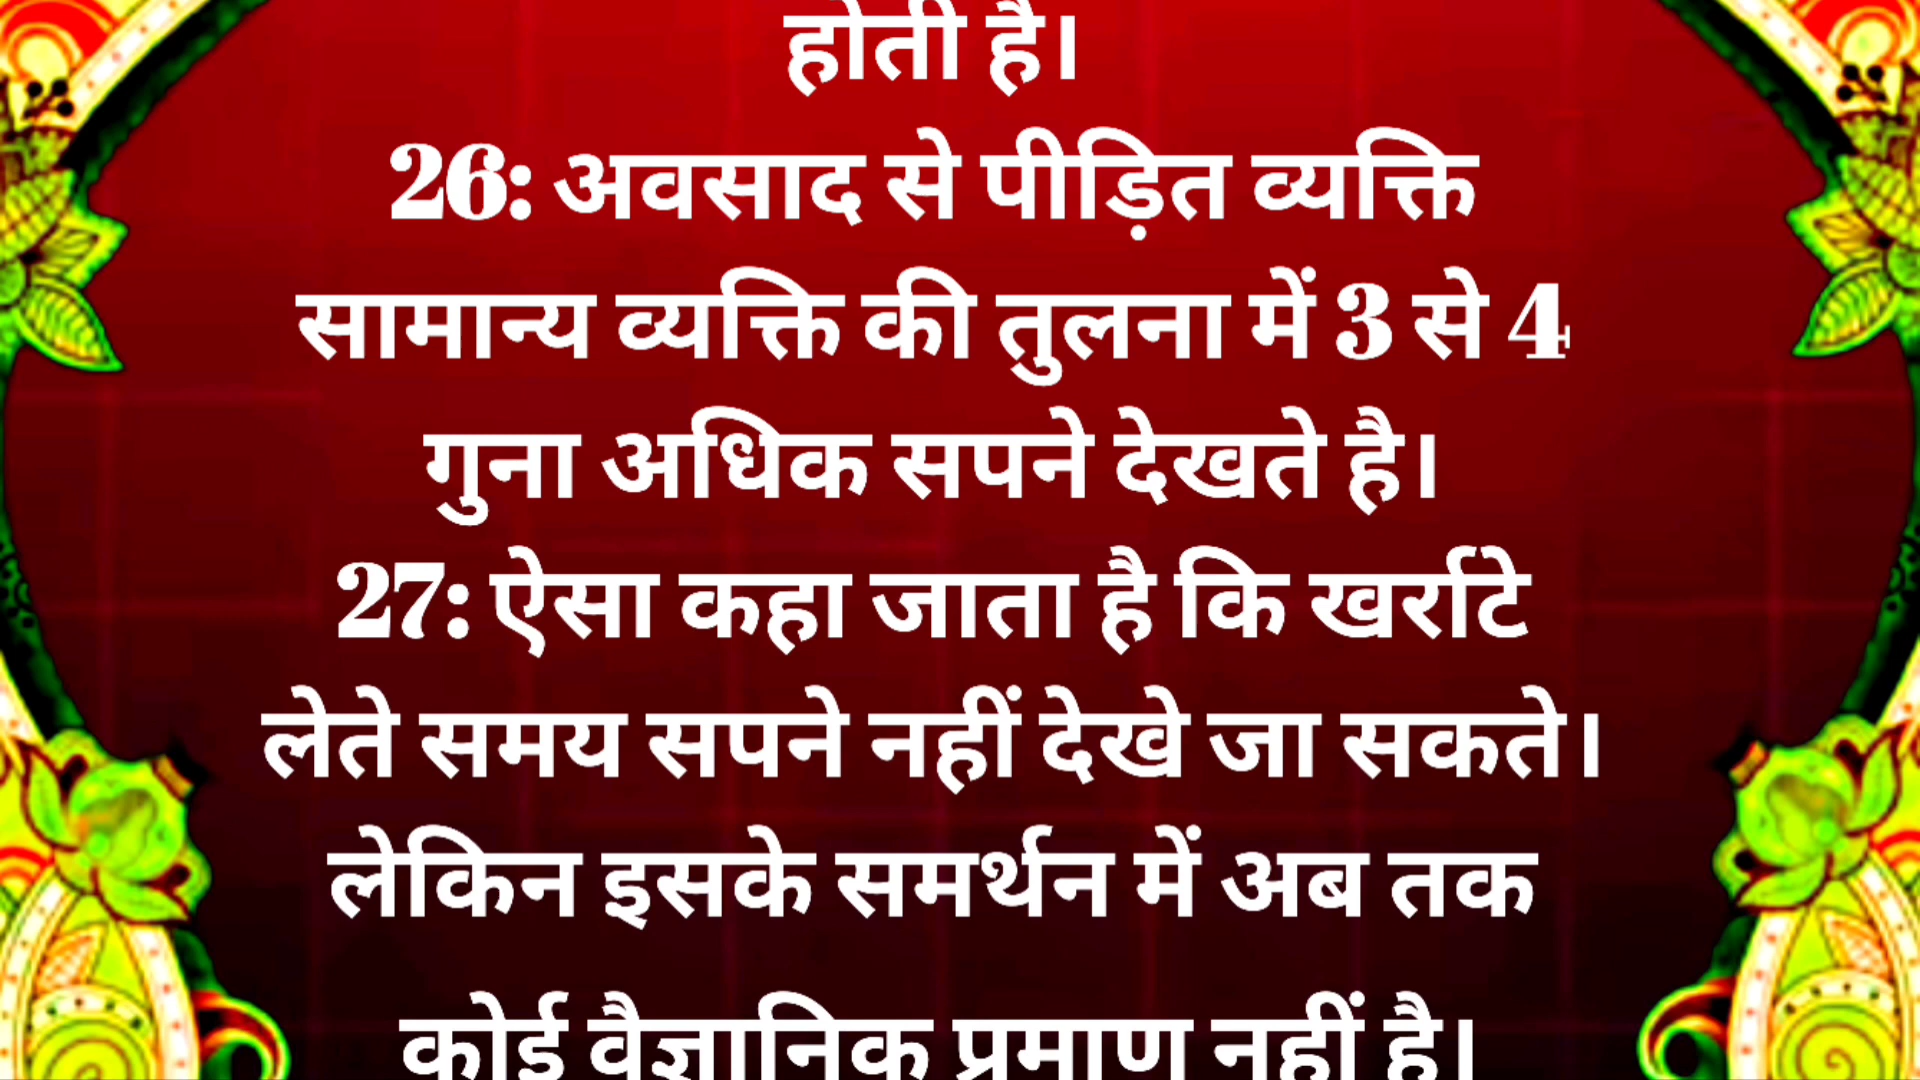 होती है।
26: अवसाद से पीड़ित व्यक्ति
सामान्य व्यक्ति की तुलना में 3 से 4
गुना अधिक सपने देखते है।
27: ऐसा कहा जाता है कि खर्राटे
लेते समय सपने नहीं देखे जा सकते।
लेकिन इसके समर्थन में अब तक
कोई वैज्ञानिक प्रमाण नहीं है।